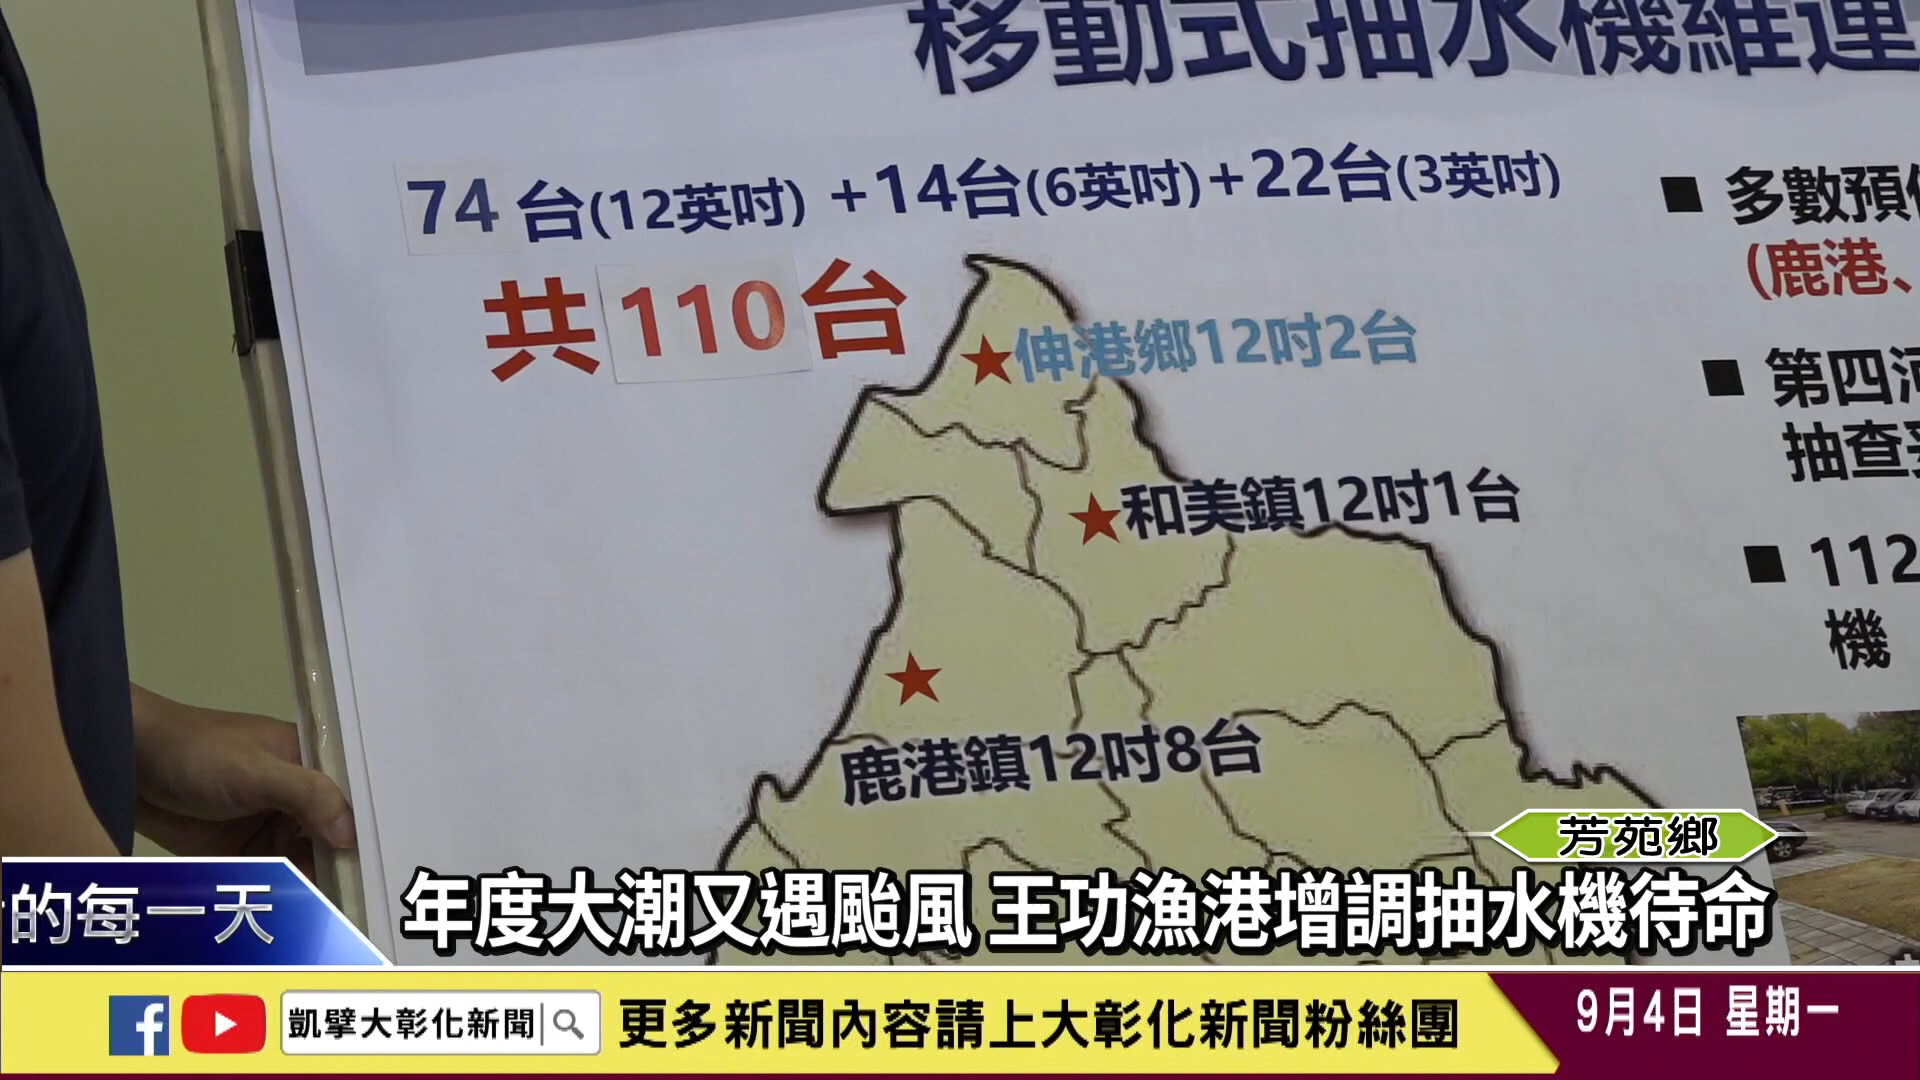 移動式抽水機維運
74台(12英吋)+14台(6英吋)+22台(3英吋)
共110台
伸港鄉12吋2台
和美鎮12吋1台
鹿港鎮12吋8台
■ 多數預
(鹿港、
■ 第四河
抽查
■ 112
機
芳苑鄉
的每一天
年度大潮又遇颱風 王功漁港增調抽水機待命
凱擘大彰化新聞
更多新聞內容請上大彰化新聞粉絲團
9月4日 星期一